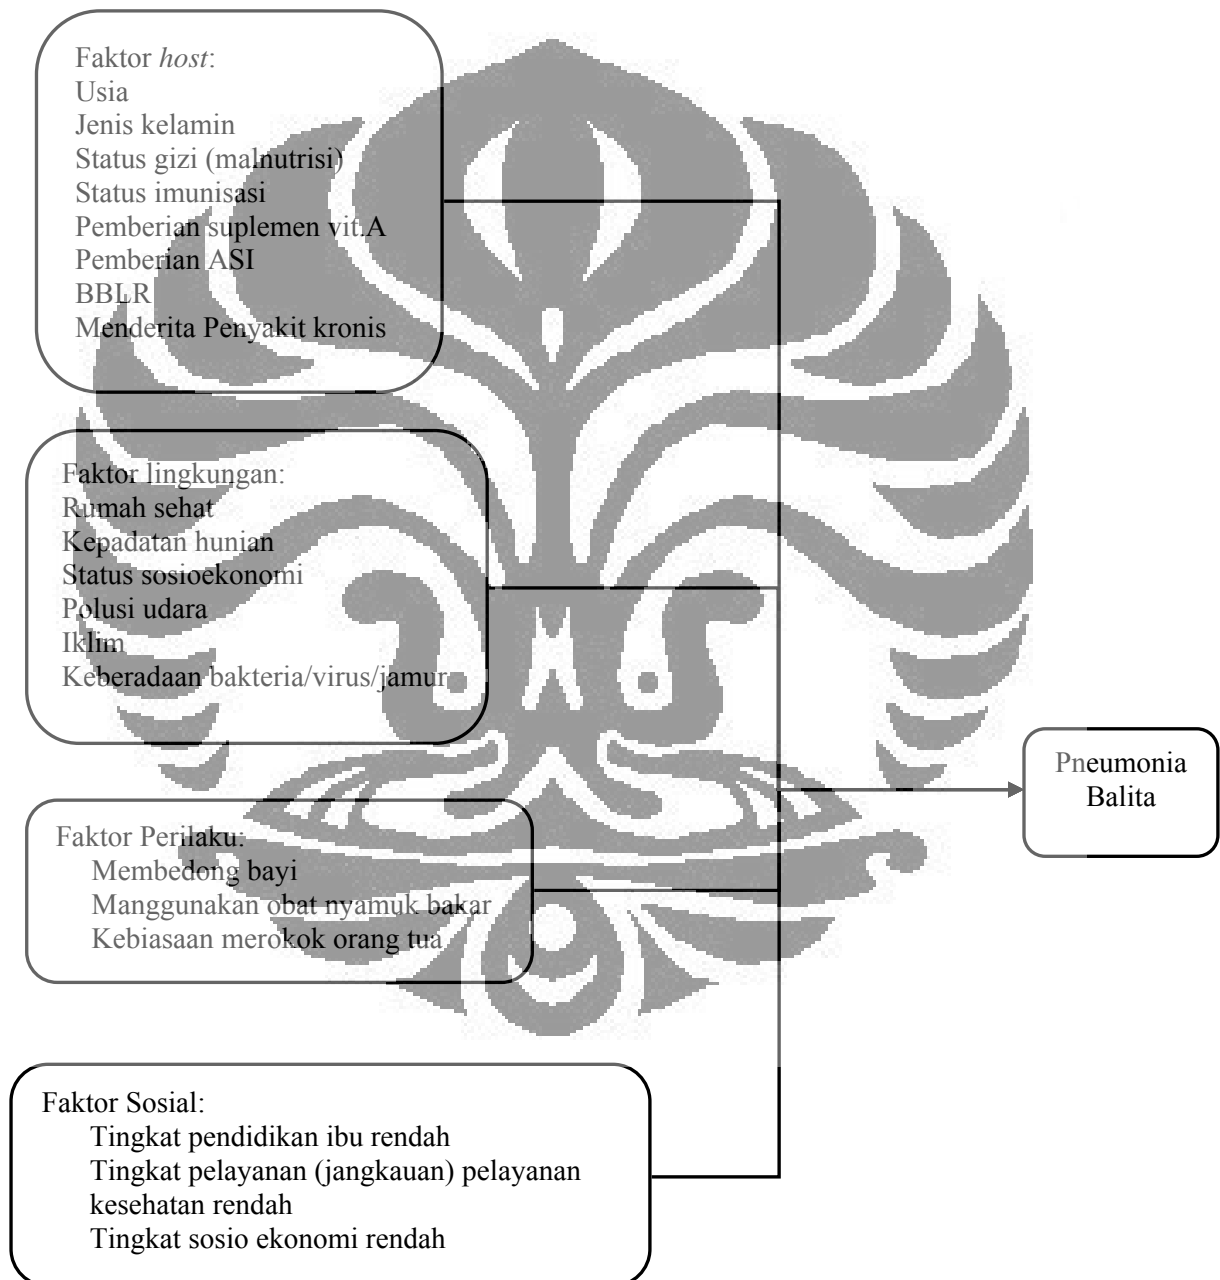 Faktor host:
Usia
Jenis kelamin
Status gizi (malnutrisi)
Status imunisasi
Pemberian suplemen vit.A
Pemberian ASI
BBLR
Menderita Penyakit kronis
Faktor lingkungan:
Rumah sehat
Kepadatan hunian
Status sosioekonomi
Polusi udara
Iklim
Keberadaan bakteria/virus/jamur
Pneumonia
Balita
Faktor Perilaku:
Membedong bayi
Manggunakan obat nyamuk bakar
Kebiasaan merokok orang tua
Faktor Sosial:
Tingkat pendidikan ibu rendah
Tingkat pelayanan (jangkauan) pelayanan
kesehatan rendah
Tingkat sosio ekonomi rendah